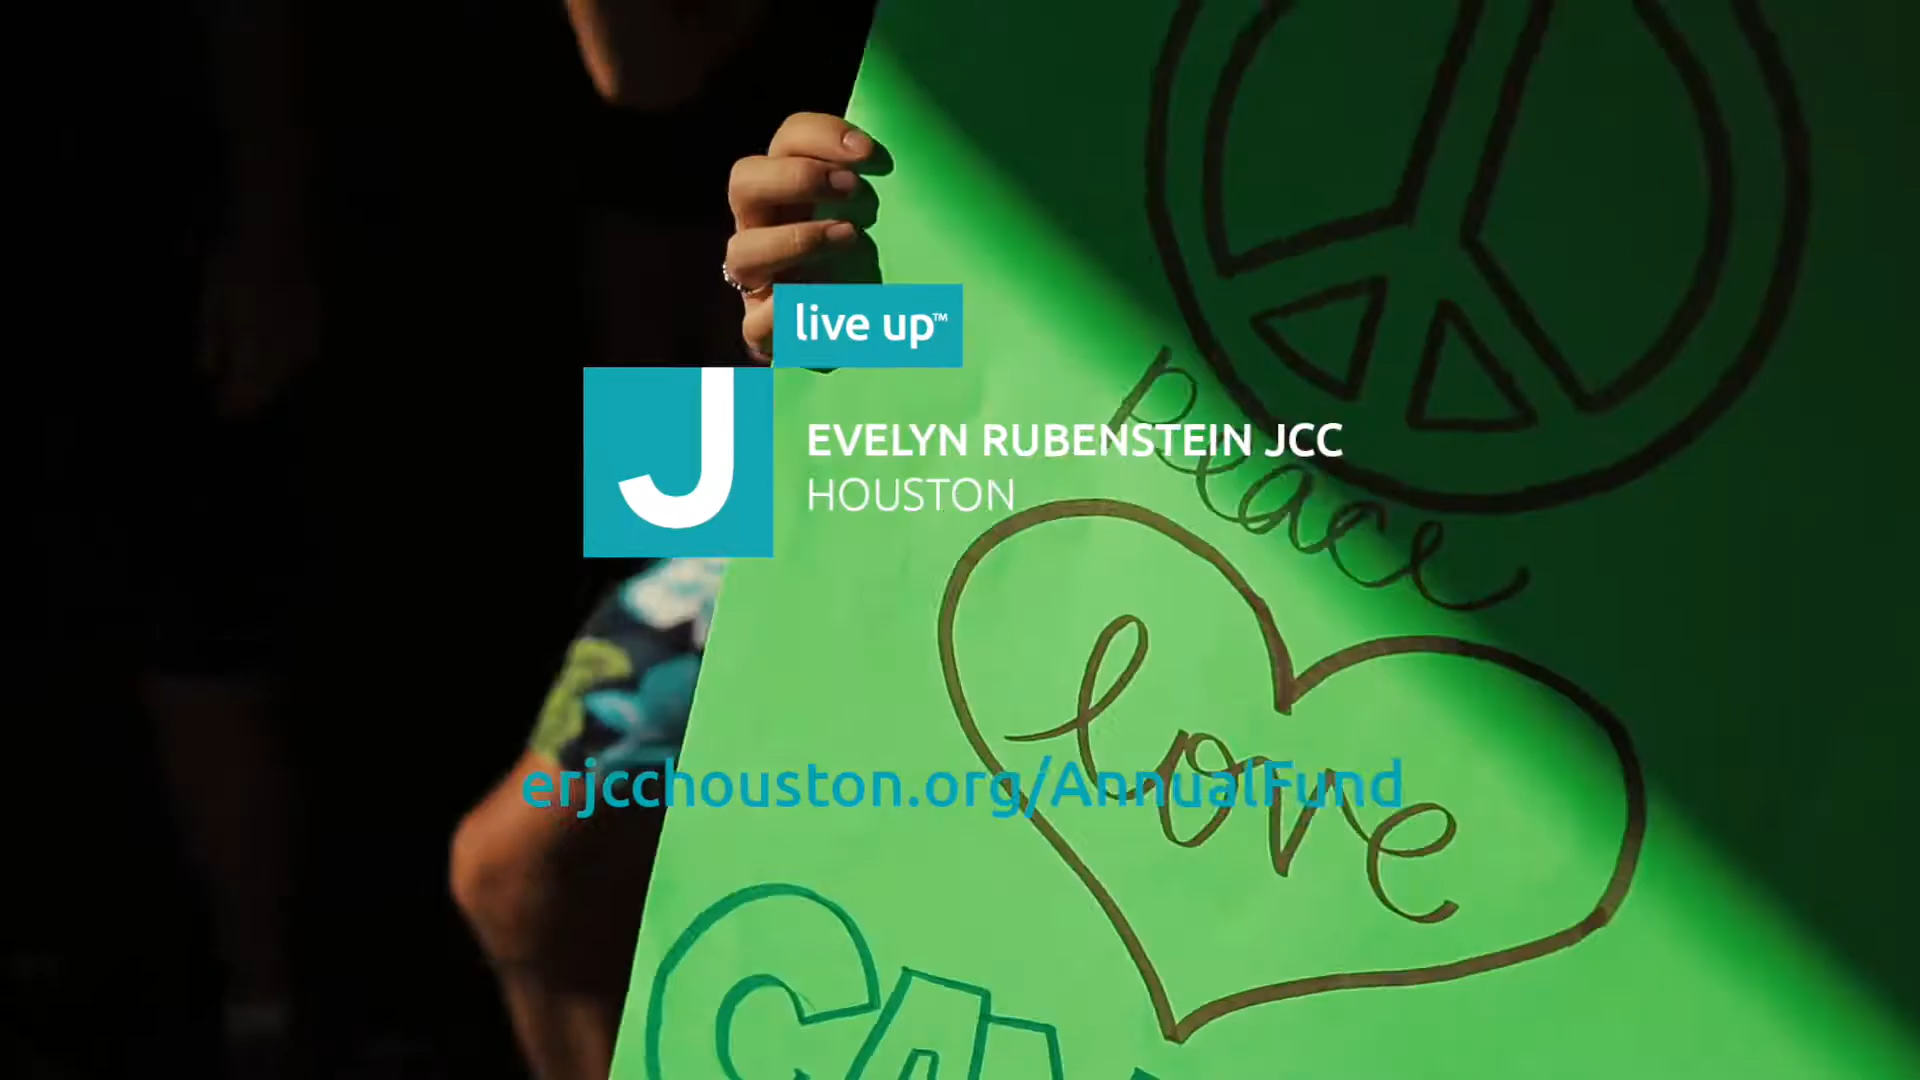 live up™
J
EVELYN RUBENSTEIN JCC
HOUSTON
peace
love
erjcchouston.org/AnnualFund